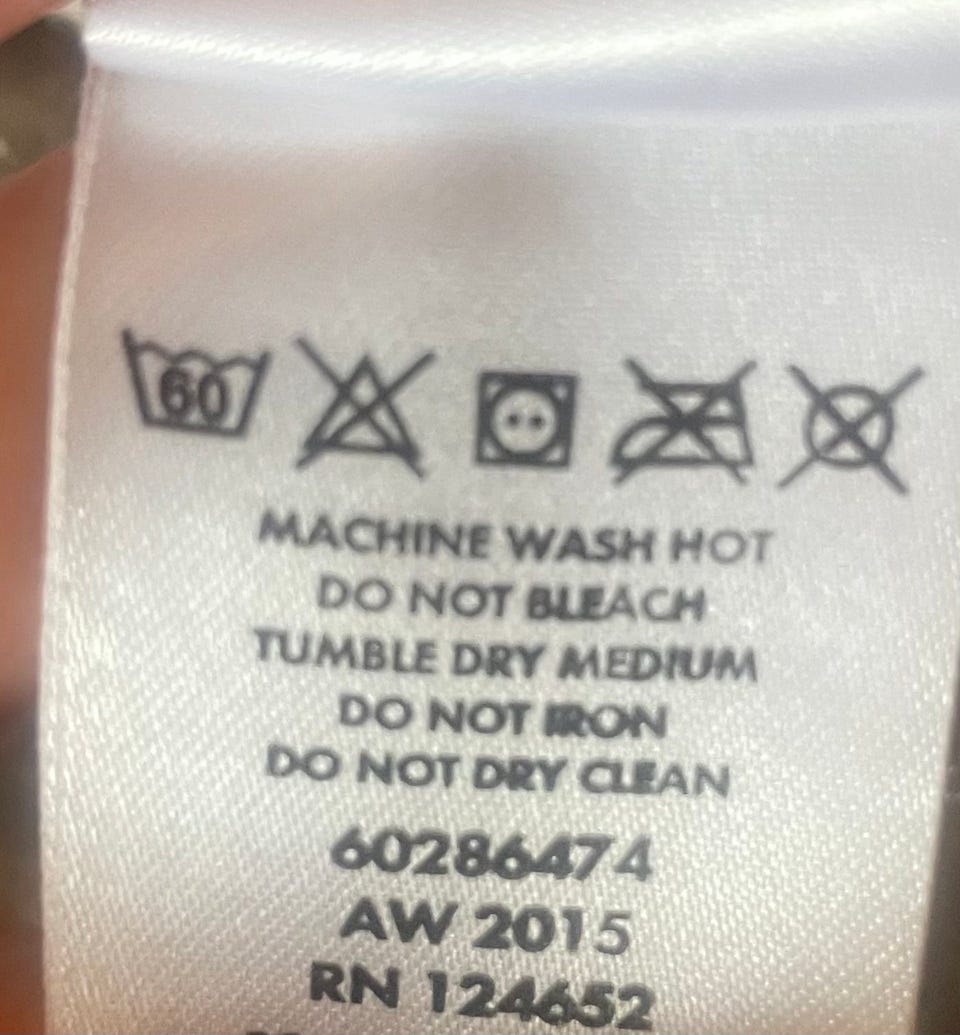 60
MACHINE WASH HOT
DO NOT BLEACH
TUMBLE DRY MEDIUM
DO NOT IRON
DO NOT DRY CLEAN
60286474
AW 2015
RN 124652